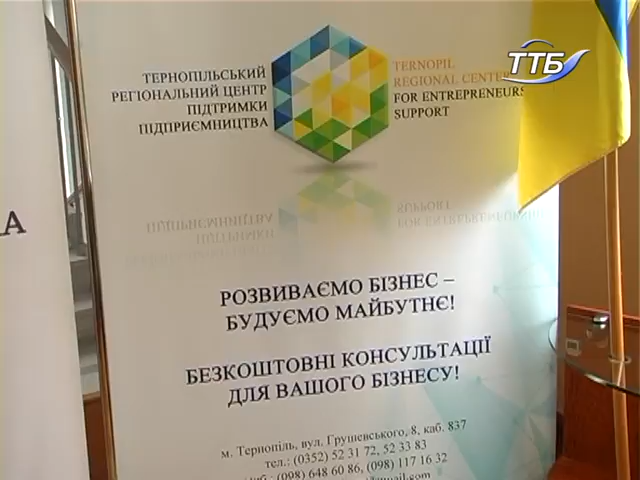 ТТБ
ТЕРНОПІЛЬСЬКИЙ
РЕГІОНАЛЬНИЙ ЦЕНТР
ПІДТРИМКИ
ПІДПРИЄМНИЦТВА
TERNOPIL
REGIONAL CENTER
FOR ENTREPRENEURS
SUPPORT
А
РОЗВИВАЄМО БІЗНЕС –
БУДУЄМО МАЙБУТНЄ!
БЕЗКОШТОВНІ КОНСУЛЬТАЦІЇ
ДЛЯ ВАШОГО БІЗНЕСУ!
м. Тернопіль, вул. Грушевського, 8, каб. 837
тел.: (0352) 52 31 72, 52 33 83
моб.: (098) 648 60 86, (098) 117 16 32